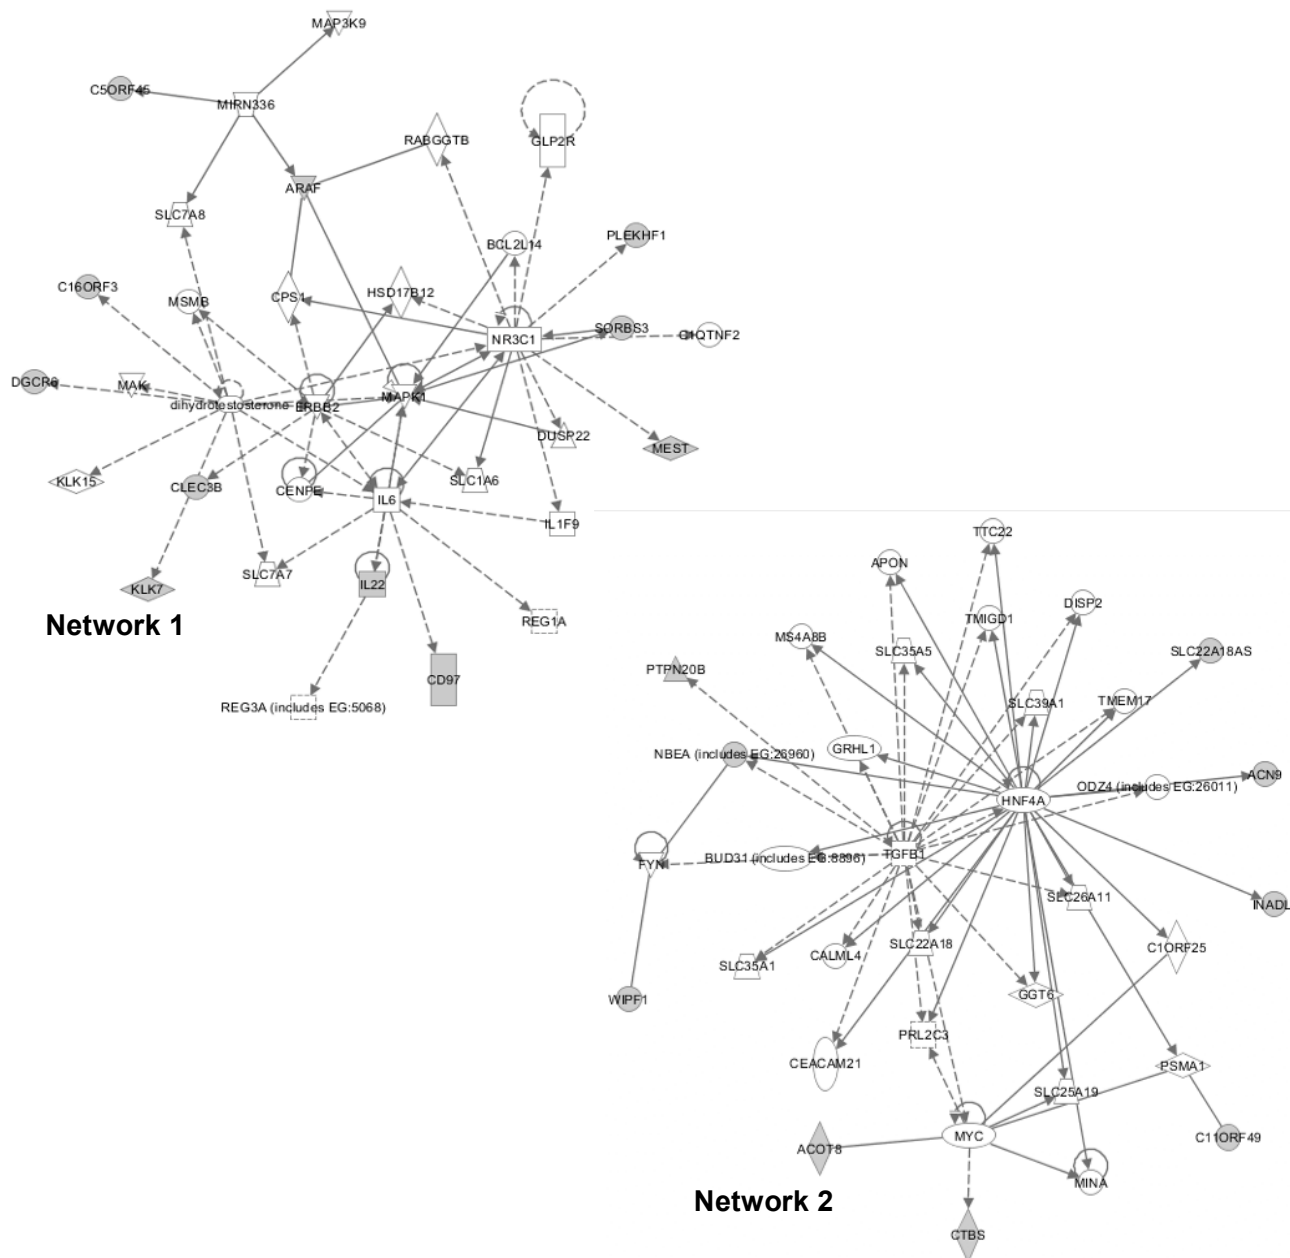 MAP3K9
C5ORF45
MIRN336
RABGGTB
GLP2R
ARAF
SLC7A8
BCL2L14
PLEKHF1
C16ORF3
MSMB
CPS1
HSD17B12
NR3C1
SORBS3
C1QTNF2
DGCR6
MAK
dihydrotestosterone
ERBB2
MAPK1
DUSP22
MEST
KLK15
CLEC3B
CENPE
IL6
SLC1A6
IL1F9
SLC7A7
KLK7
IL22
REG1A
Network 1
CD97
REG3A (includes EG:5068)
TTC22
APON
DISP2
TMIGD1
MS4A8B
SLC35A5
SLC22A18AS
PTPN20B
SLC39A1
TMEM17
GRHL1
NBEA (includes EG:26960)
ACN9
ODZ4 (includes EG:26011)
HNF4A
FYN
BUD31 (includes EG:8896)
TGFB1
SLC26A11
INADL
C1ORF25
SLC22A18
CALML4
SLC35A1
GGT6
WIPF1
PRL2C3
CEACAM21
PSMA1
SLC25A19
MYC
C11ORF49
ACOT8
MINA
Network 2
CTBS